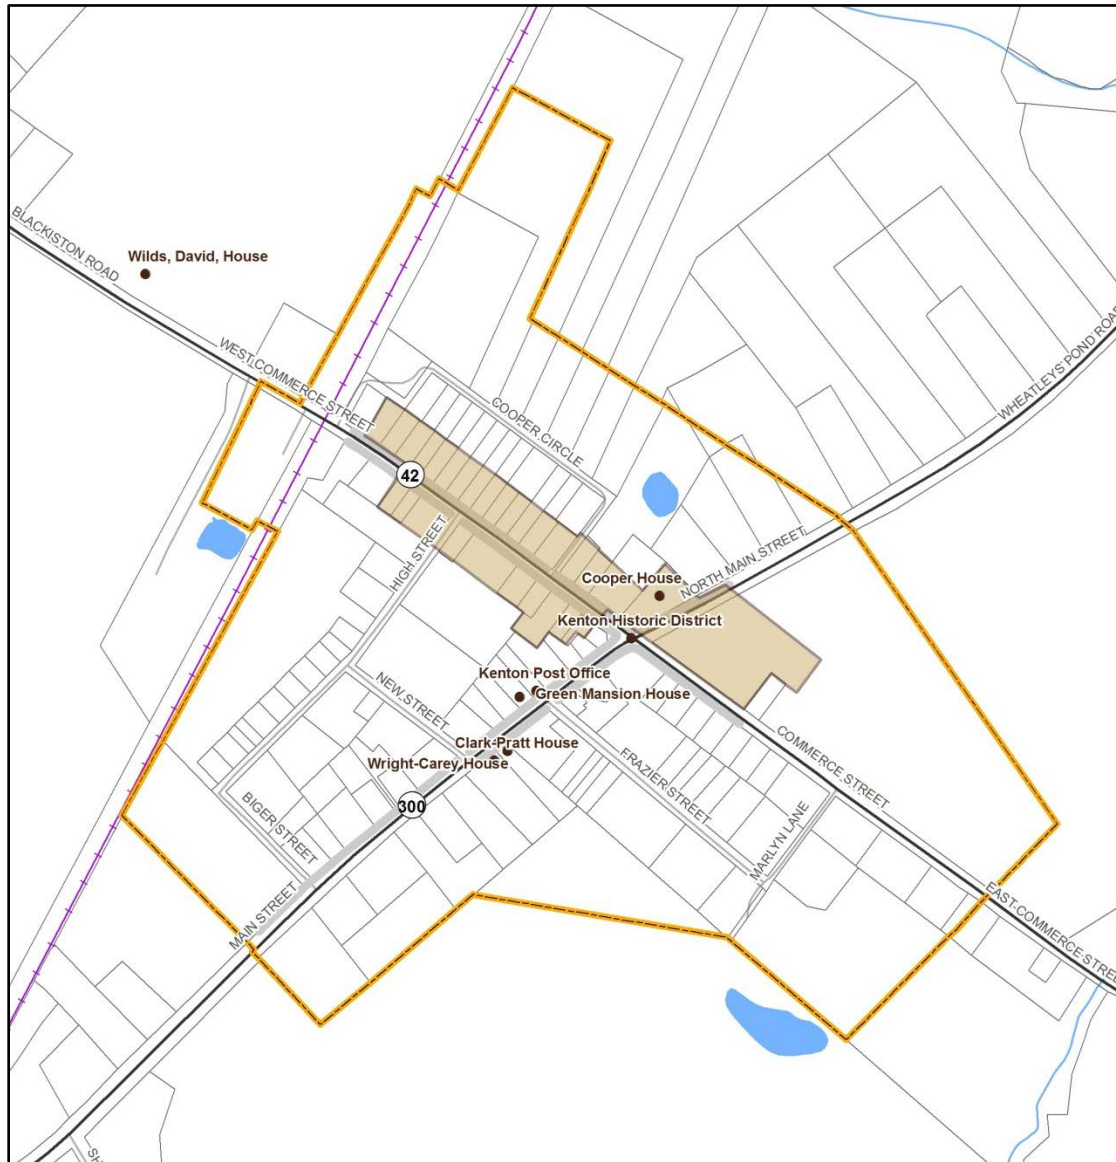 BLACKISTON ROAD
Wilds, David, House
WEST COMMERCE STREET
WHEATLEYS POND ROAD
COOPER CIRCLE
42
HIGH STREET
NORTH MAIN STREET
Cooper House
Kenton Historic District
Kenton Post Office
Green Mansion House
NEW STREET
Clark-Pratt House
Wright-Carey House
FRAZIER STREET
COMMERCE STREET
300
BIGER STREET
MARLYN LANE
MAIN STREET
EAST COMMERCE STREE
SH